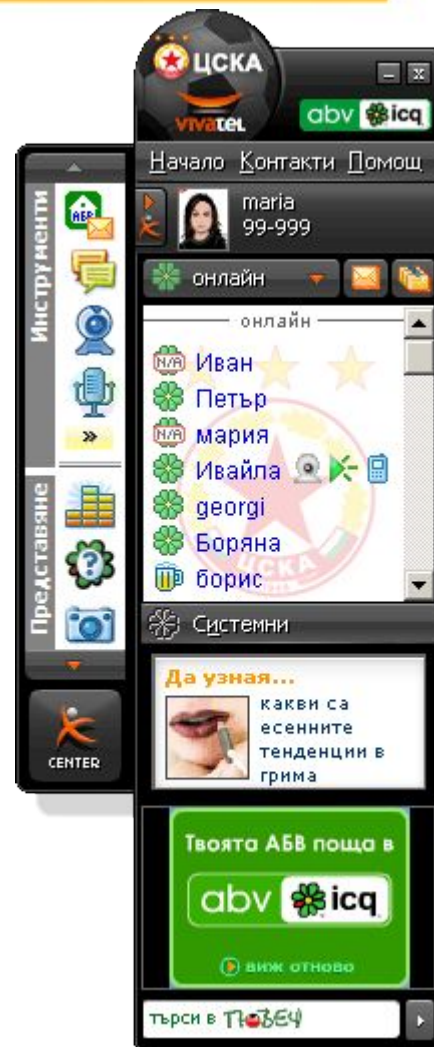 ЦСКА
vivatel
abv icq
Начало Контакти Помощ
maria
99-999
онлайн
онлайн
N/A Иван
Петър
N/A мария
Ивайла
georgi
Боряна
борис
ЦСКА
Системни
Да узная...
какви са
есенните
тенденции в
грима
Твоята АБВ поща в
abv icq
виж отново
търси в
Инструменти
АБВ
»
Представяне
?
CENTER